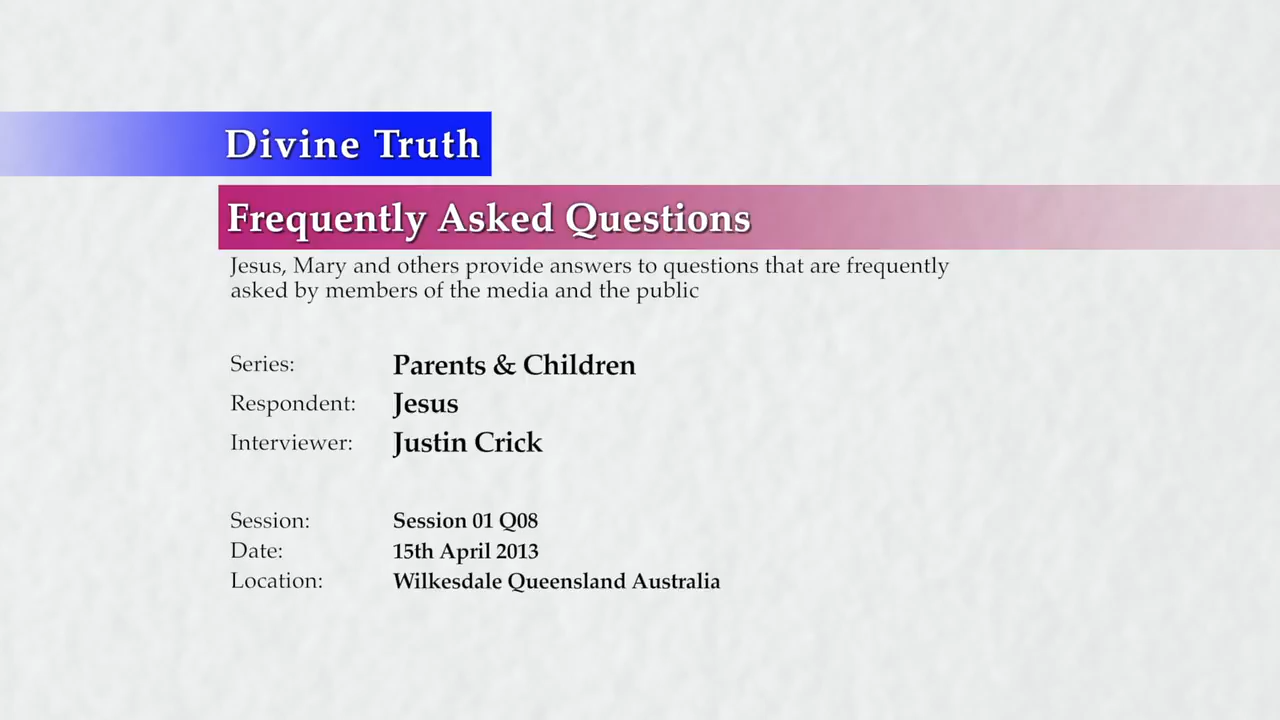 Divine Truth
Frequently Asked Questions
Jesus, Mary and others provide answers to questions that are frequently
asked by members of the media and the public
Series: Parents & Children
Respondent: Jesus
Interviewer: Justin Crick
Session: Session 01 Q08
Date: 15th April 2013
Location: Wilkesdale Queensland Australia